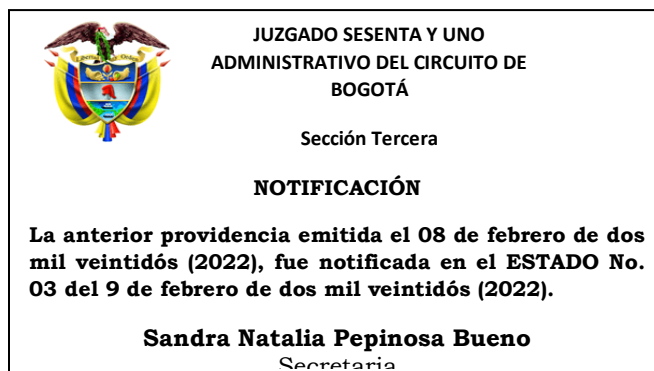 JUZGADO SESENTA Y UNO
ADMINISTRATIVO DEL CIRCUITO DE
BOGOTÁ
Sección Tercera
NOTIFICACIÓN
La anterior providencia emitida el 08 de febrero de dos
mil veintidós (2022), fue notificada en el ESTADO No.
03 del 9 de febrero de dos mil veintidós (2022).
Sandra Natalia Pepinosa Bueno
Secretaria